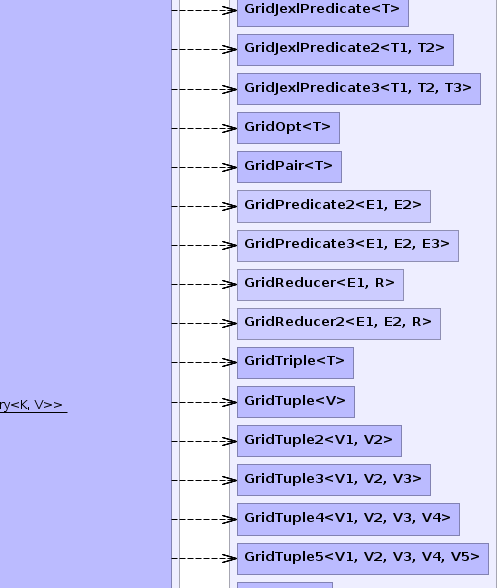 GridJexlPredicate<T>
GridJexlPredicate2<T1, T2>
GridJexlPredicate3<T1, T2, T3>
GridOpt<T>
GridPair<T>
GridPredicate2<E1, E2>
GridPredicate3<E1, E2, E3>
GridReducer<E1, R>
GridReducer2<E1, E2, R>
GridTriple<T>
GridTuple<V>
ry<K, V>>
GridTuple2<V1, V2>
GridTuple3<V1, V2, V3>
GridTuple4<V1, V2, V3, V4>
GridTuple5<V1, V2, V3, V4, V5>